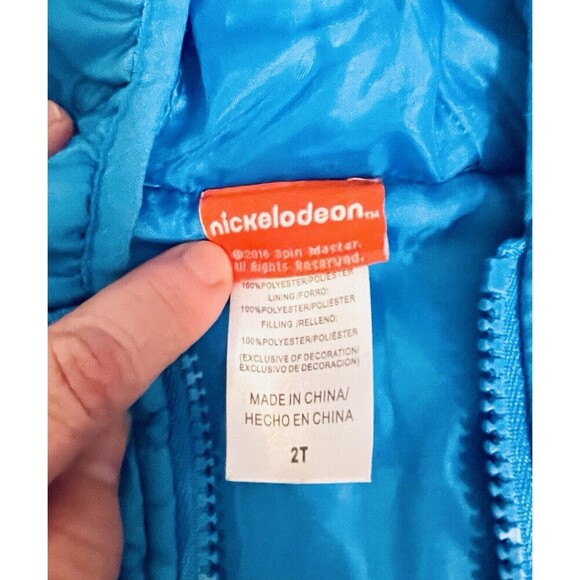 nickelodeon™
©2016 Spin Master.
All Rights Reserved.
100%POLYESTER/POLIÉSTER
LINING/FORRO:
100%POLYESTER/POLIÉSTER
FILLING/RELLENO:
100%POLYESTER/POLIÉSTER
(EXCLUSIVE OF DECORATION/
EXCLUSIVO DE DECORACIÓN)
MADE IN CHINA/
HECHO EN CHINA
2T